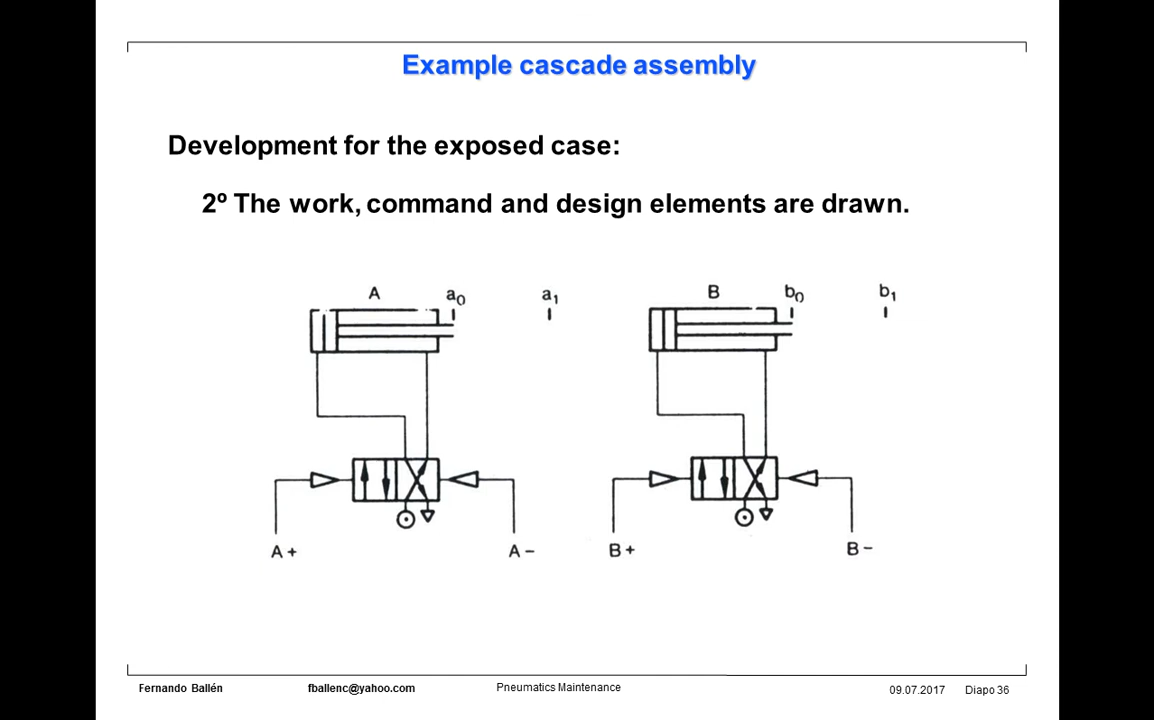 Example cascade assembly
Development for the exposed case:
2º The work, command and design elements are drawn.
A a0 a1 B b0 b1
A + A – B + B –
Fernando Ballén fballenc@yahoo.com Pneumatics Maintenance 09.07.2017 Diapo 36